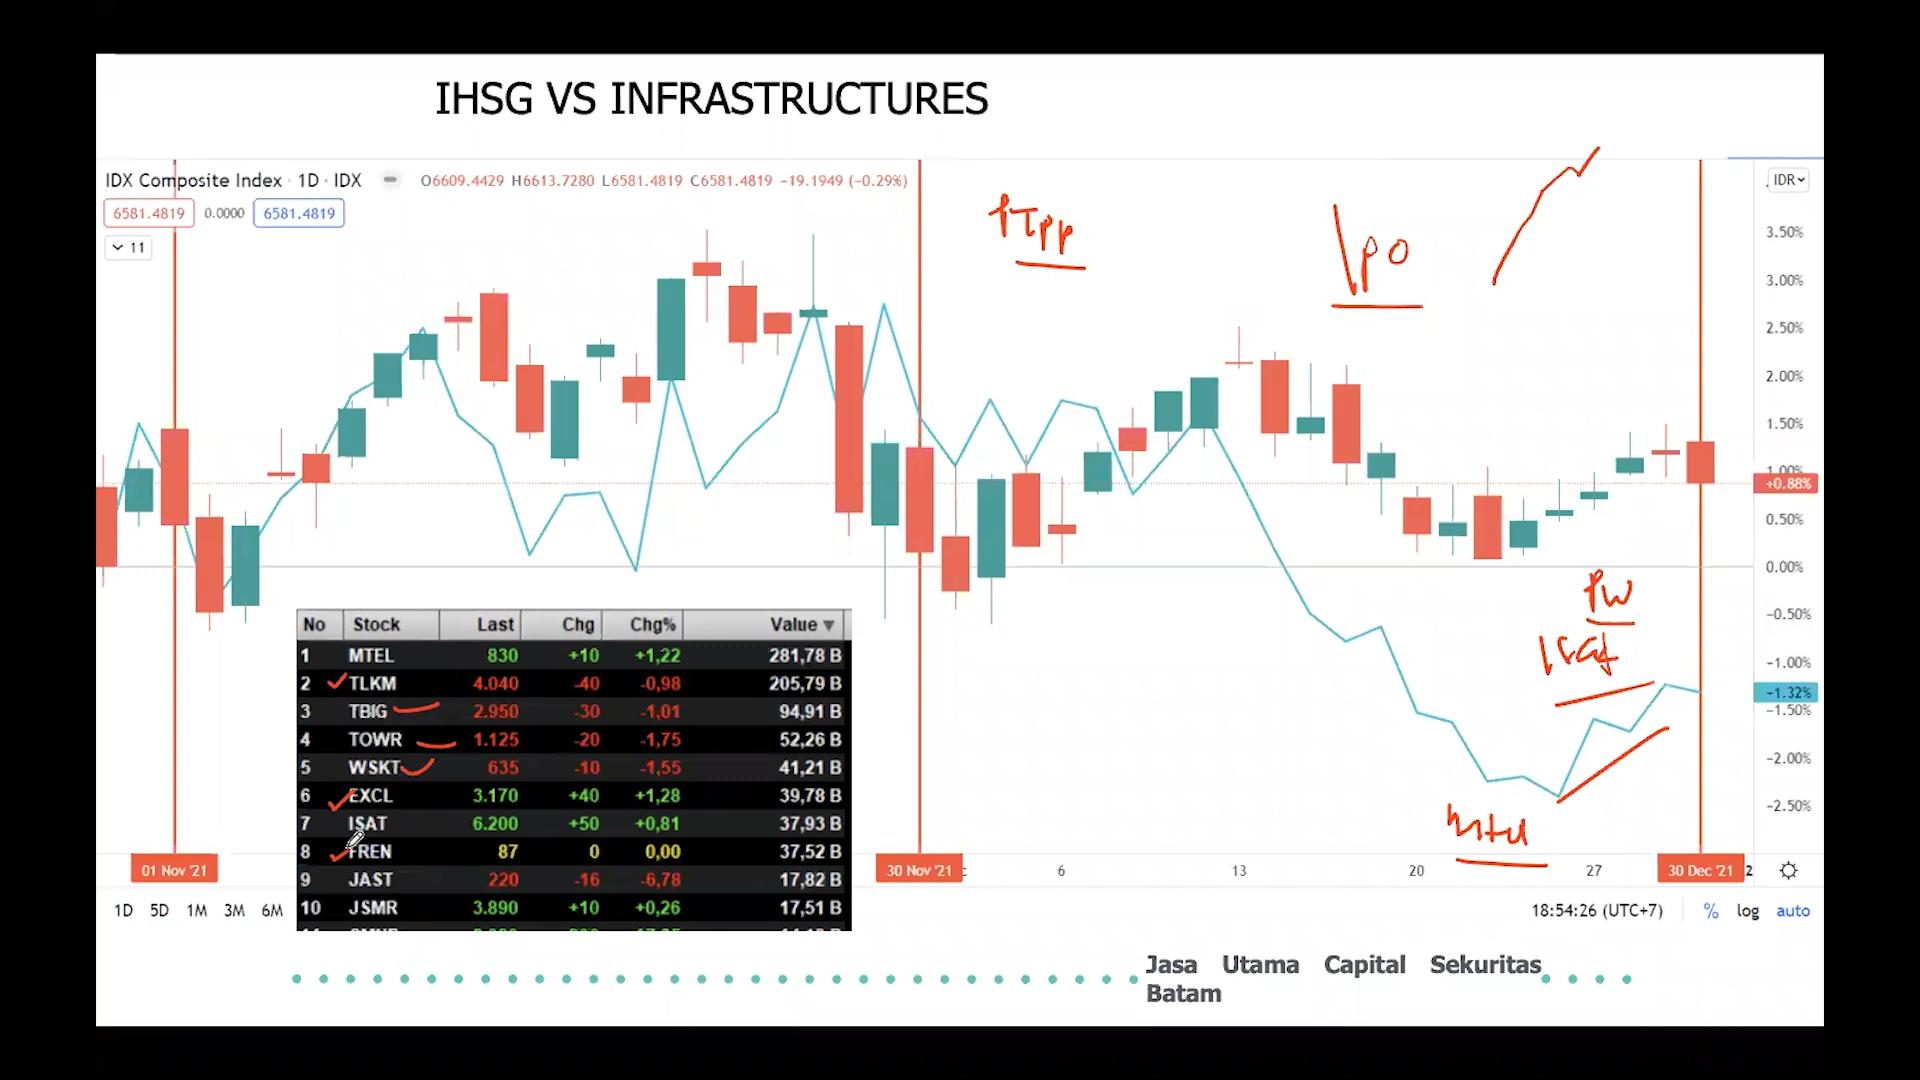 IHSG VS INFRASTRUCTURES
IDX Composite Index · 1D · IDX
O6609.4429 H6613.7280 L6581.4819 C6581.4819 −19.1949 (−0.29%)
IDR
6581.4819 0.0000 6581.4819
11
PTPP
IPO
3.50%
3.00%
2.50%
2.00%
1.50%
1.00%
+0.88%
0.50%
0.00%
−0.50%
−1.00%
−1.32%
−1.50%
−2.00%
−2.50%
PW
ISAT
mtel
No Stock Last Chg Chg% Value
1 MTEL 830 +10 +1,22 281,78 B
2 TLKM 4.040 -40 -0,98 205,79 B
3 TBIG 2.950 -30 -1,01 94,91 B
4 TOWR 1.125 -20 -1,75 52,26 B
5 WSKT 635 -10 -1,55 41,21 B
6 EXCL 3.170 +40 +1,28 39,78 B
7 ISAT 6.200 +50 +0,81 37,93 B
8 FREN 87 0 0,00 37,52 B
9 JAST 220 -16 -6,78 17,82 B
10 JSMR 3.890 +10 +0,26 17,51 B
01 Nov '21 30 Nov '21 6 13 20 27 30 Dec '21 2
1D 5D 1M 3M 6M
18:54:26 (UTC+7) % log auto
Jasa Utama Capital Sekuritas
Batam